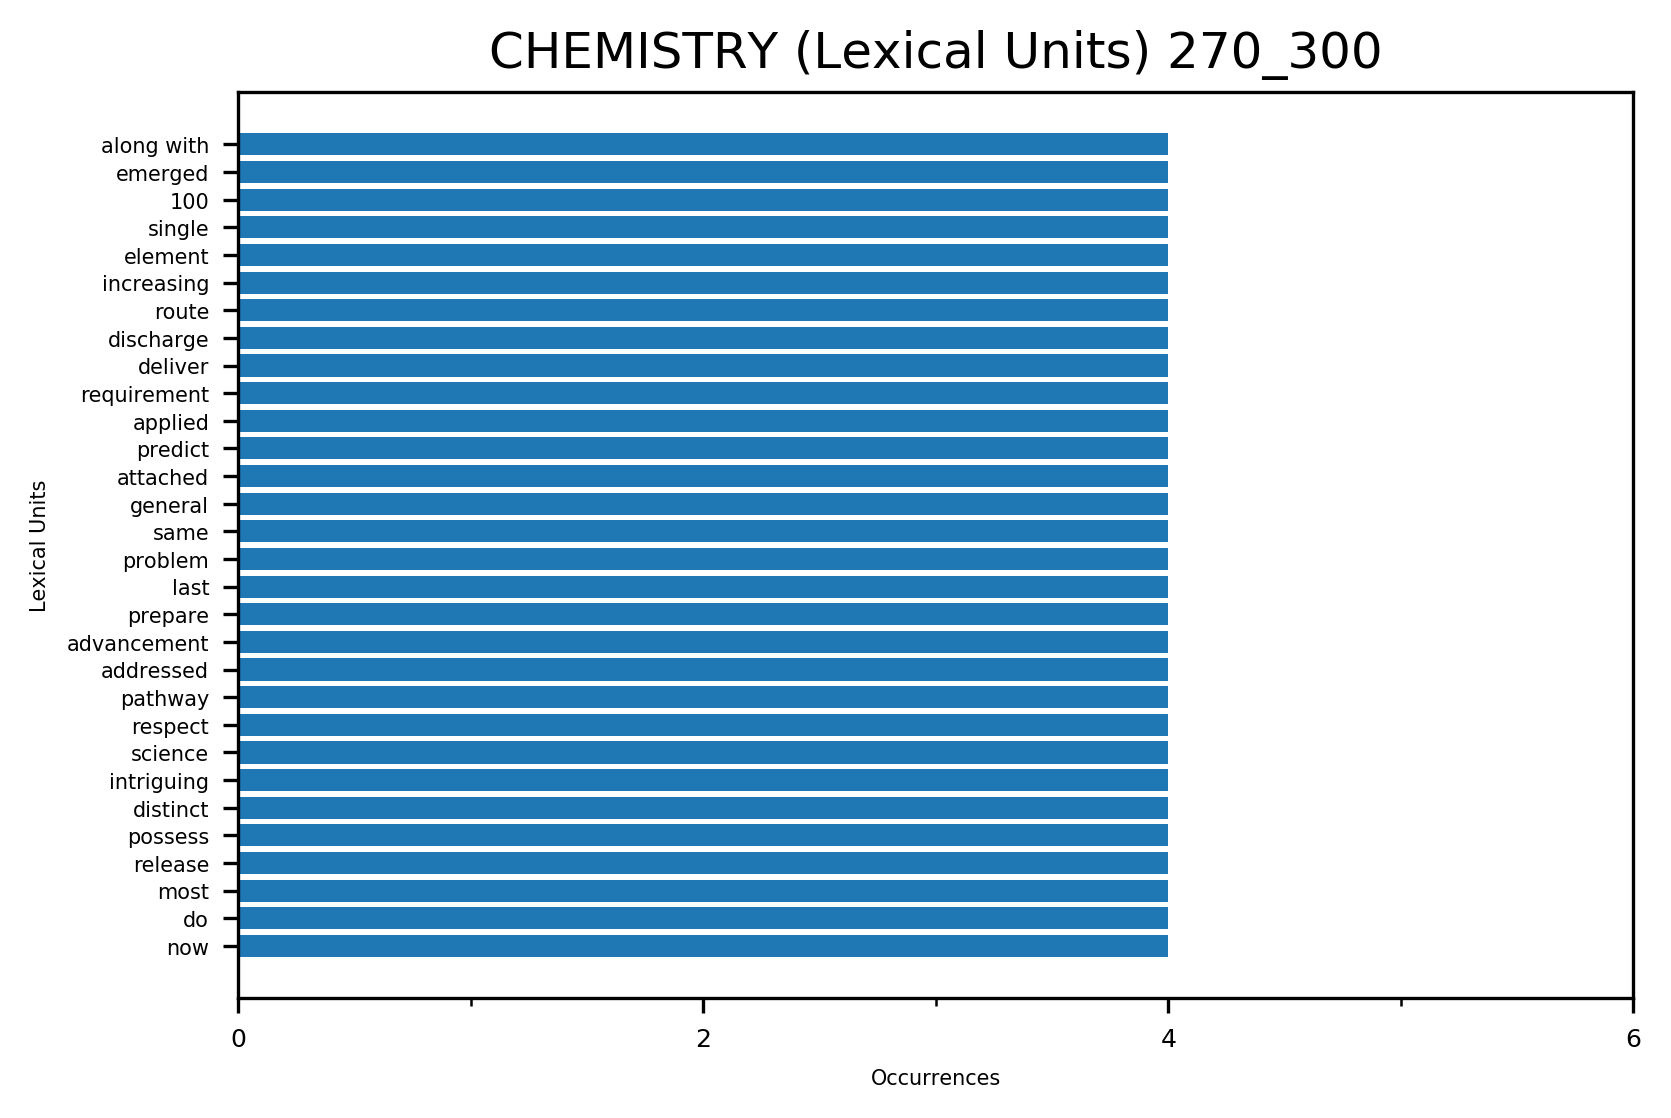 CHEMISTRY (Lexical Units) 270_300
along with
emerged
100
single
element
increasing
route
discharge
deliver
requirement
applied
predict
attached
general
same
problem
last
prepare
advancement
addressed
pathway
respect
science
intriguing
distinct
possess
release
most
do
now
Lexical Units
0 2 4 6
Occurrences